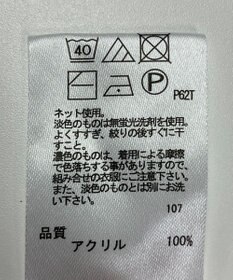 40
P
P62T
ネット使用。
淡色のものは無蛍光洗剤を使用。
よくすすぎ、絞りの後すぐに干
すこと。
濃色のものは、着用による摩擦
で色落ちする事がありますので、
組み合せの衣服にご注意下さい。
また、淡色のものとは別にお洗
い下さい。
107
品質
アクリル 100%